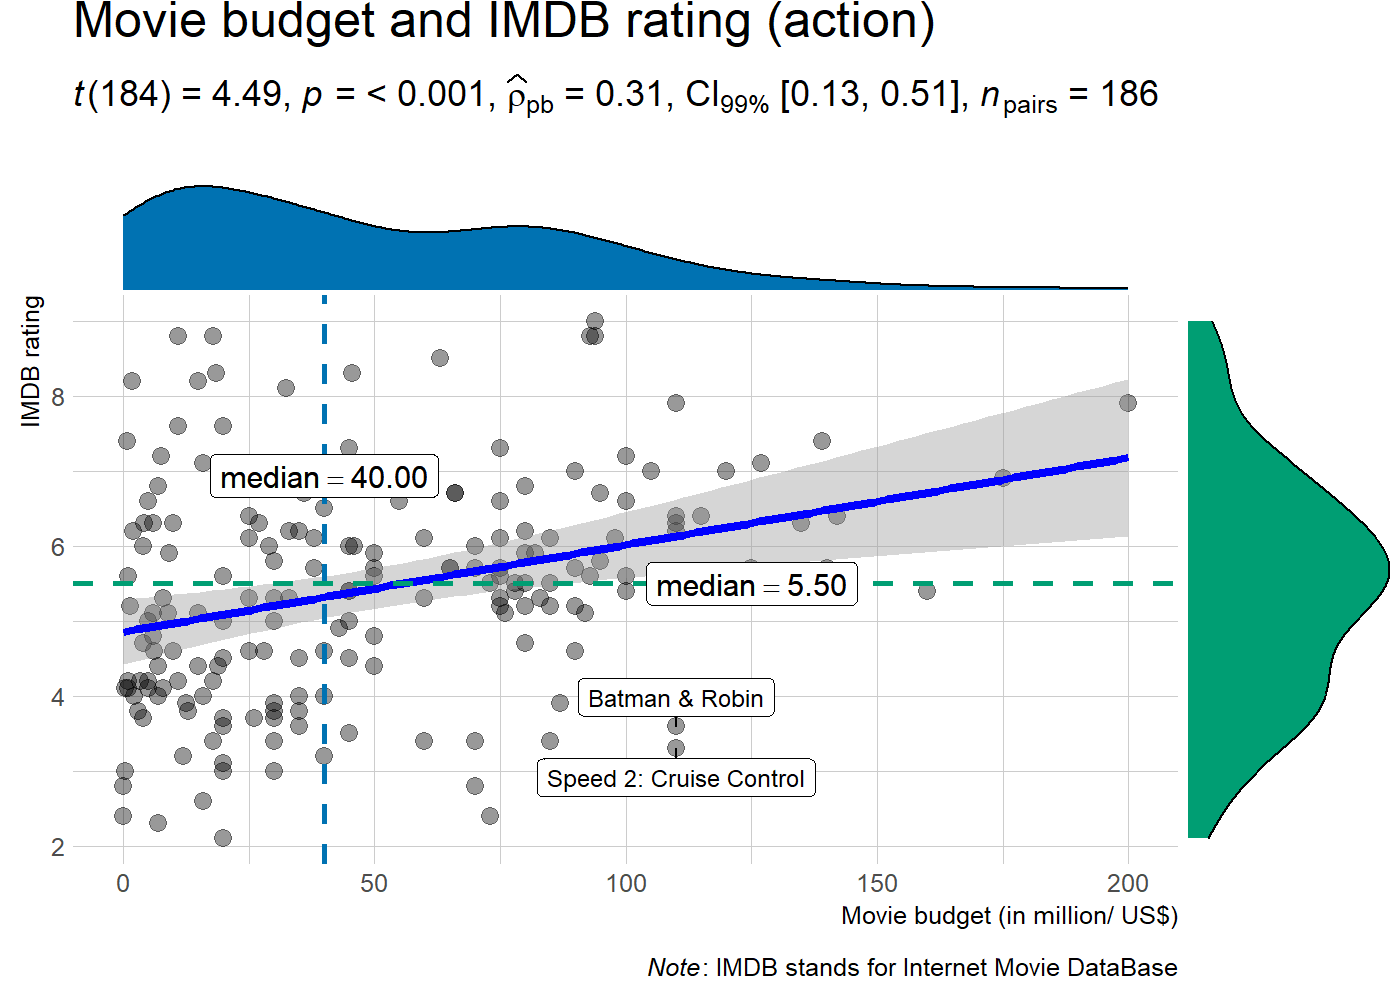 Movie budget and IMDB rating (action)
t(184) = 4.49, p = < 0.001, ρ̂pb = 0.31, CI99% [0.13, 0.51], npairs = 186
IMDB rating
8
6
4
2
median = 40.00
median = 5.50
Batman & Robin
Speed 2: Cruise Control
0 50 100 150 200
Movie budget (in million/ US$)
Note: IMDB stands for Internet Movie DataBase